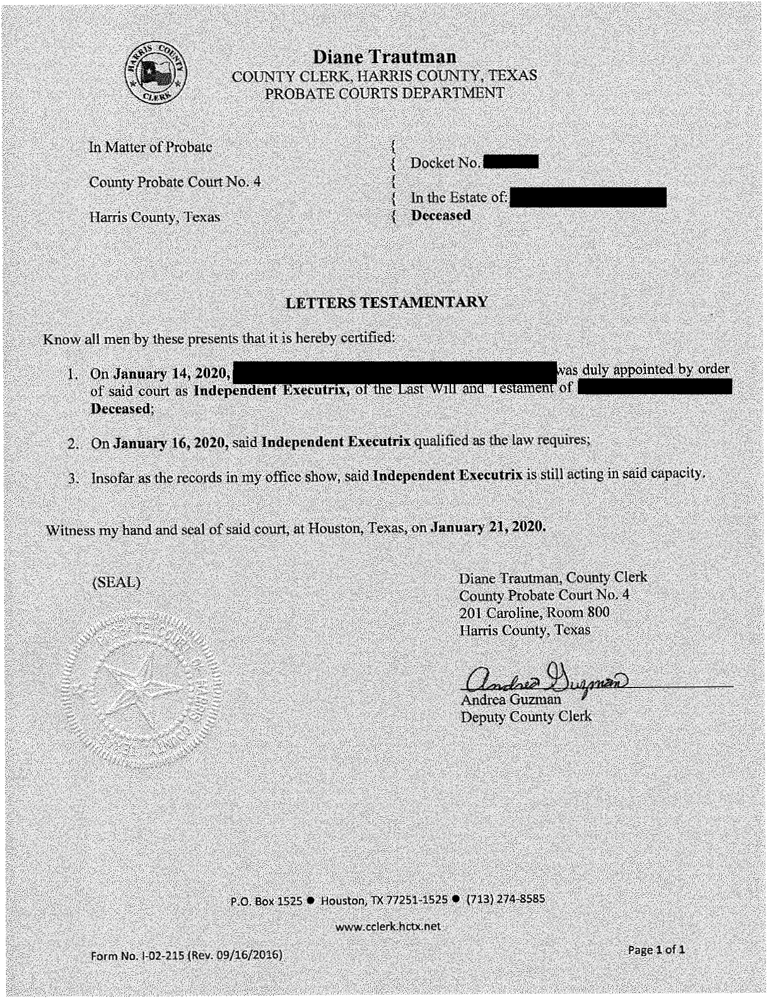 HARRIS COUNTY
CLERK
Diane Trautman
COUNTY CLERK, HARRIS COUNTY, TEXAS
PROBATE COURTS DEPARTMENT
In Matter of Probate
County Probate Court No. 4
Harris County, Texas
{
{ Docket No.
{
{ In the Estate of:
{ Deceased
LETTERS TESTAMENTARY
Know all men by these presents that it is hereby certified:
1. On January 14, 2020, was duly appointed by order
of said court as Independent Executrix, of the Last Will and Testament of
Deceased;
2. On January 16, 2020, said Independent Executrix qualified as the law requires;
3. Insofar as the records in my office show, said Independent Executrix is still acting in said capacity.
Witness my hand and seal of said court, at Houston, Texas, on January 21, 2020.
(SEAL)
PROBATE COURT OF HARRIS COUNTY TEXAS
Diane Trautman, County Clerk
County Probate Court No. 4
201 Caroline, Room 800
Harris County, Texas
Andrea Guzman
Andrea Guzman
Deputy County Clerk
P.O. Box 1525 ● Houston, TX 77251-1525 ● (713) 274-8585
www.cclerk.hctx.net
Form No. I-02-215 (Rev. 09/16/2016)
Page 1 of 1